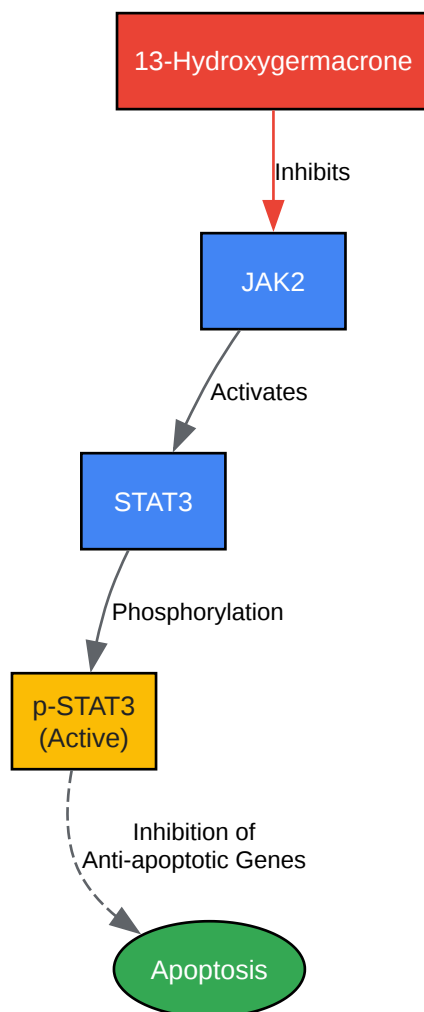 13-Hydroxygermacrone
Inhibits
JAK2
Activates
STAT3
Phosphorylation
p-STAT3
(Active)
Inhibition of
Anti-apoptotic Genes
Apoptosis